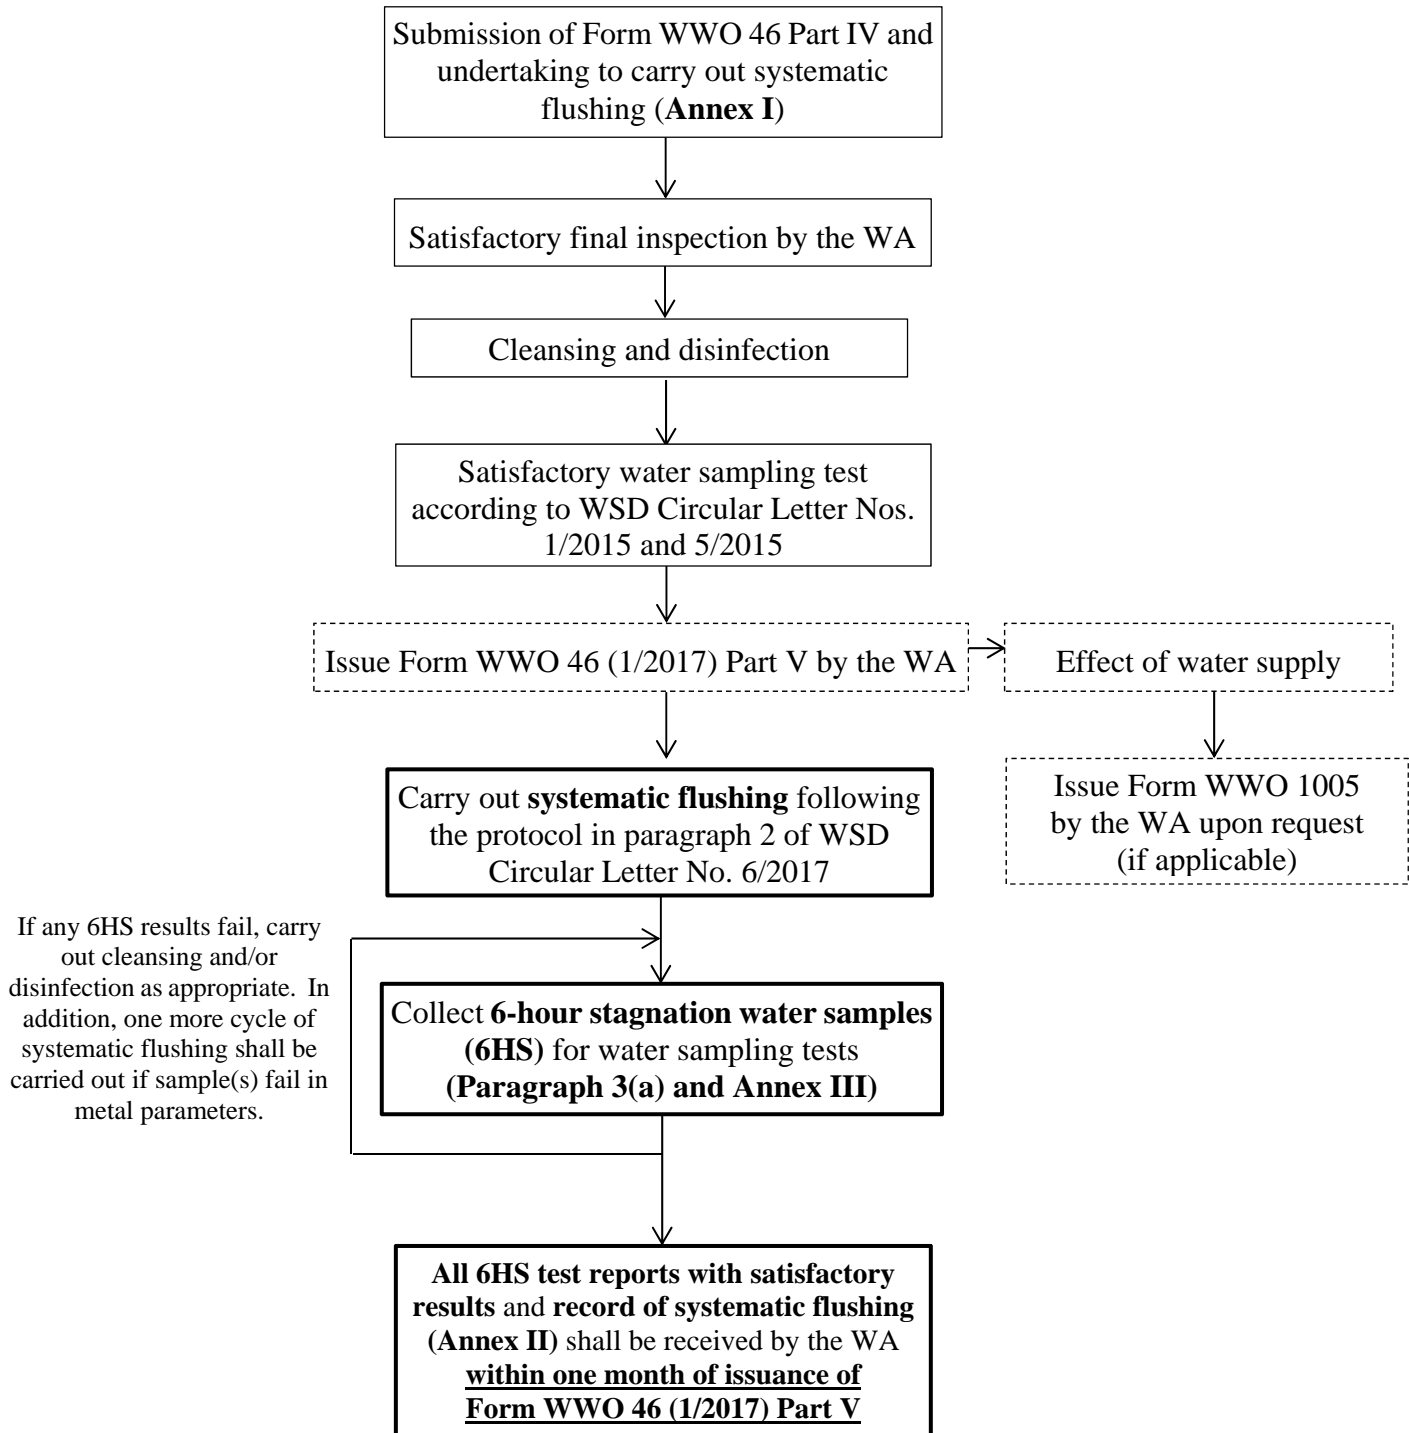 Submission of Form WWO 46 Part IV and
undertaking to carry out systematic
flushing (Annex I)
Satisfactory final inspection by the WA
Cleansing and disinfection
Satisfactory water sampling test
according to WSD Circular Letter Nos.
1/2015 and 5/2015
Issue Form WWO 46 (1/2017) Part V by the WA
Effect of water supply
Issue Form WWO 1005
by the WA upon request
(if applicable)
Carry out systematic flushing following
the protocol in paragraph 2 of WSD
Circular Letter No. 6/2017
If any 6HS results fail, carry
out cleansing and/or
disinfection as appropriate. In
addition, one more cycle of
systematic flushing shall be
carried out if sample(s) fail in
metal parameters.
Collect 6-hour stagnation water samples
(6HS) for water sampling tests
(Paragraph 3(a) and Annex III)
All 6HS test reports with satisfactory
results and record of systematic flushing
(Annex II) shall be received by the WA
within one month of issuance of
Form WWO 46 (1/2017) Part V